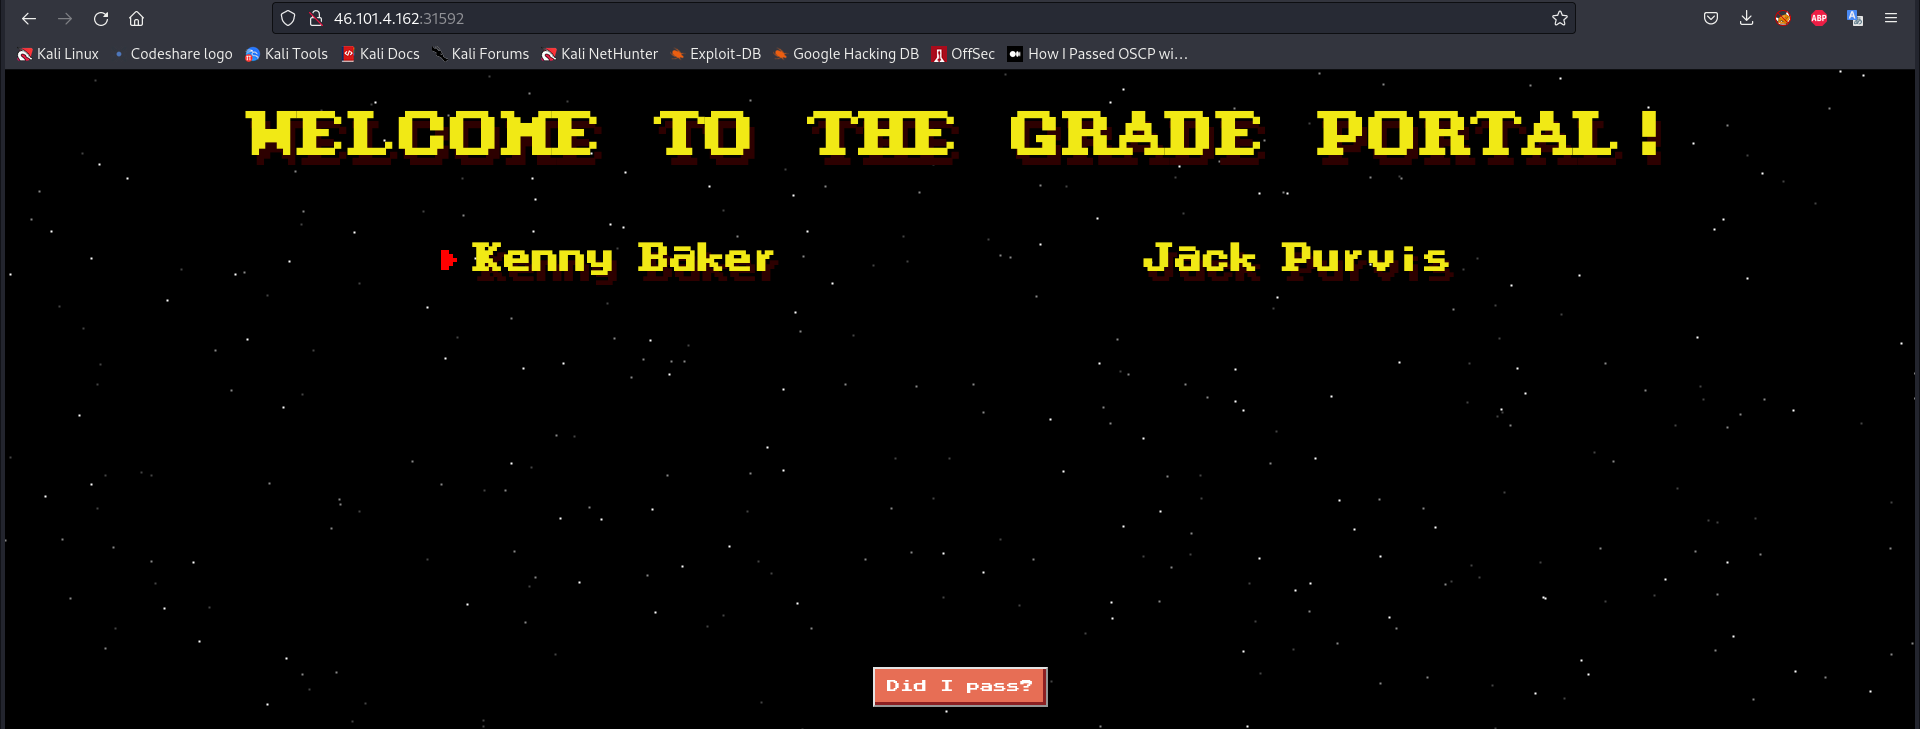 46.101.4.162:31592
Kali Linux Codeshare logo Kali Tools Kali Docs Kali Forums Kali NetHunter Exploit-DB Google Hacking DB OffSec How I Passed OSCP wi...
WELCOME TO THE GRADE PORTAL!
Kenny Baker Jack Purvis
Did I pass?